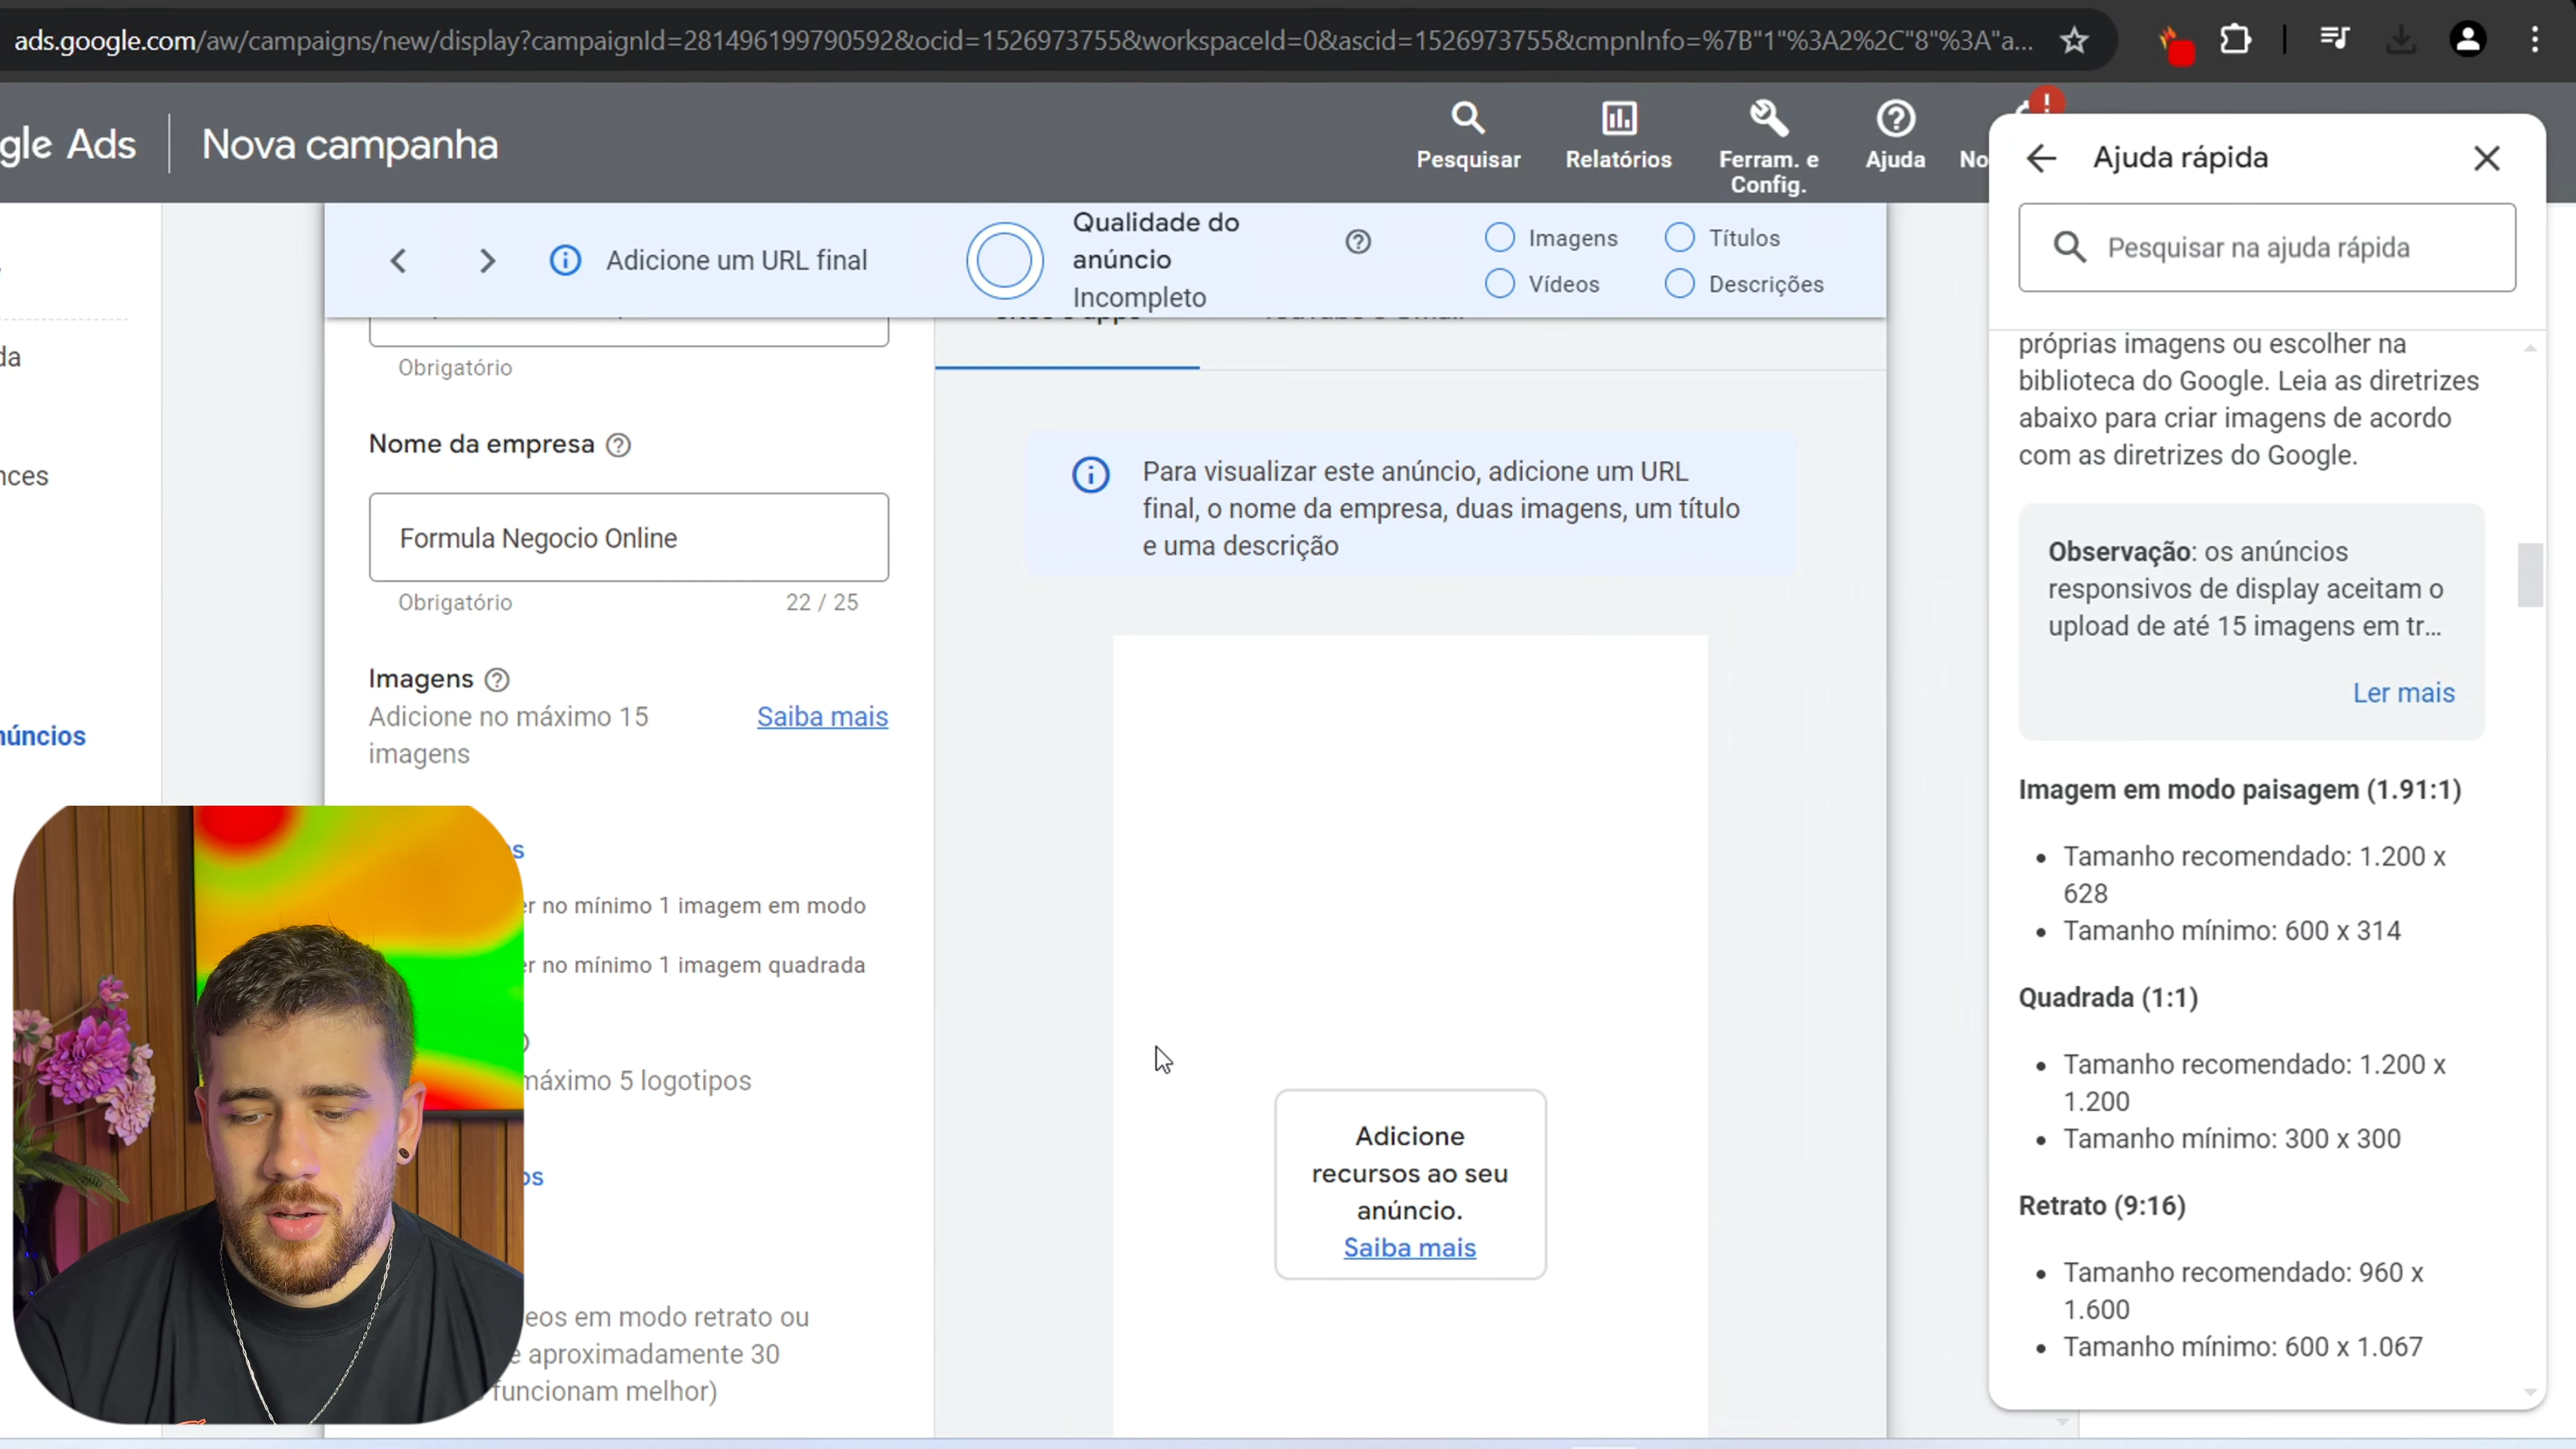 ads.google.com/aw/campaigns/new/display?campaignId=281496199790592&ocid=1526973755&workspaceId=0&ascid=1526973755&cmpnInfo=%7B"1"%3A2%2C"8"%3A"a...
gle Ads
Nova campanha
Pesquisar
Relatórios
Ferram. e
Config.
Ajuda
No
!
Ajuda rápida
Pesquisar na ajuda rápida
Adicione um URL final
Qualidade do
anúncio
Incompleto
Imagens
Títulos
Vídeos
Descrições
da
nces
núncios
Obrigatório
Nome da empresa
Formula Negocio Online
Obrigatório
22 / 25
Imagens
Adicione no máximo 15
imagens
Saiba mais
s
er no mínimo 1 imagem em modo
er no mínimo 1 imagem quadrada
máximo 5 logotipos
os
eos em modo retrato ou
e aproximadamente 30
funcionam melhor)
Para visualizar este anúncio, adicione um URL
final, o nome da empresa, duas imagens, um título
e uma descrição
Adicione
recursos ao seu
anúncio.
Saiba mais
próprias imagens ou escolher na
biblioteca do Google. Leia as diretrizes
abaixo para criar imagens de acordo
com as diretrizes do Google.
Observação: os anúncios
responsivos de display aceitam o
upload de até 15 imagens em tr...
Ler mais
Imagem em modo paisagem (1.91:1)
• Tamanho recomendado: 1.200 x
628
• Tamanho mínimo: 600 x 314
Quadrada (1:1)
• Tamanho recomendado: 1.200 x
1.200
• Tamanho mínimo: 300 x 300
Retrato (9:16)
• Tamanho recomendado: 960 x
1.600
• Tamanho mínimo: 600 x 1.067